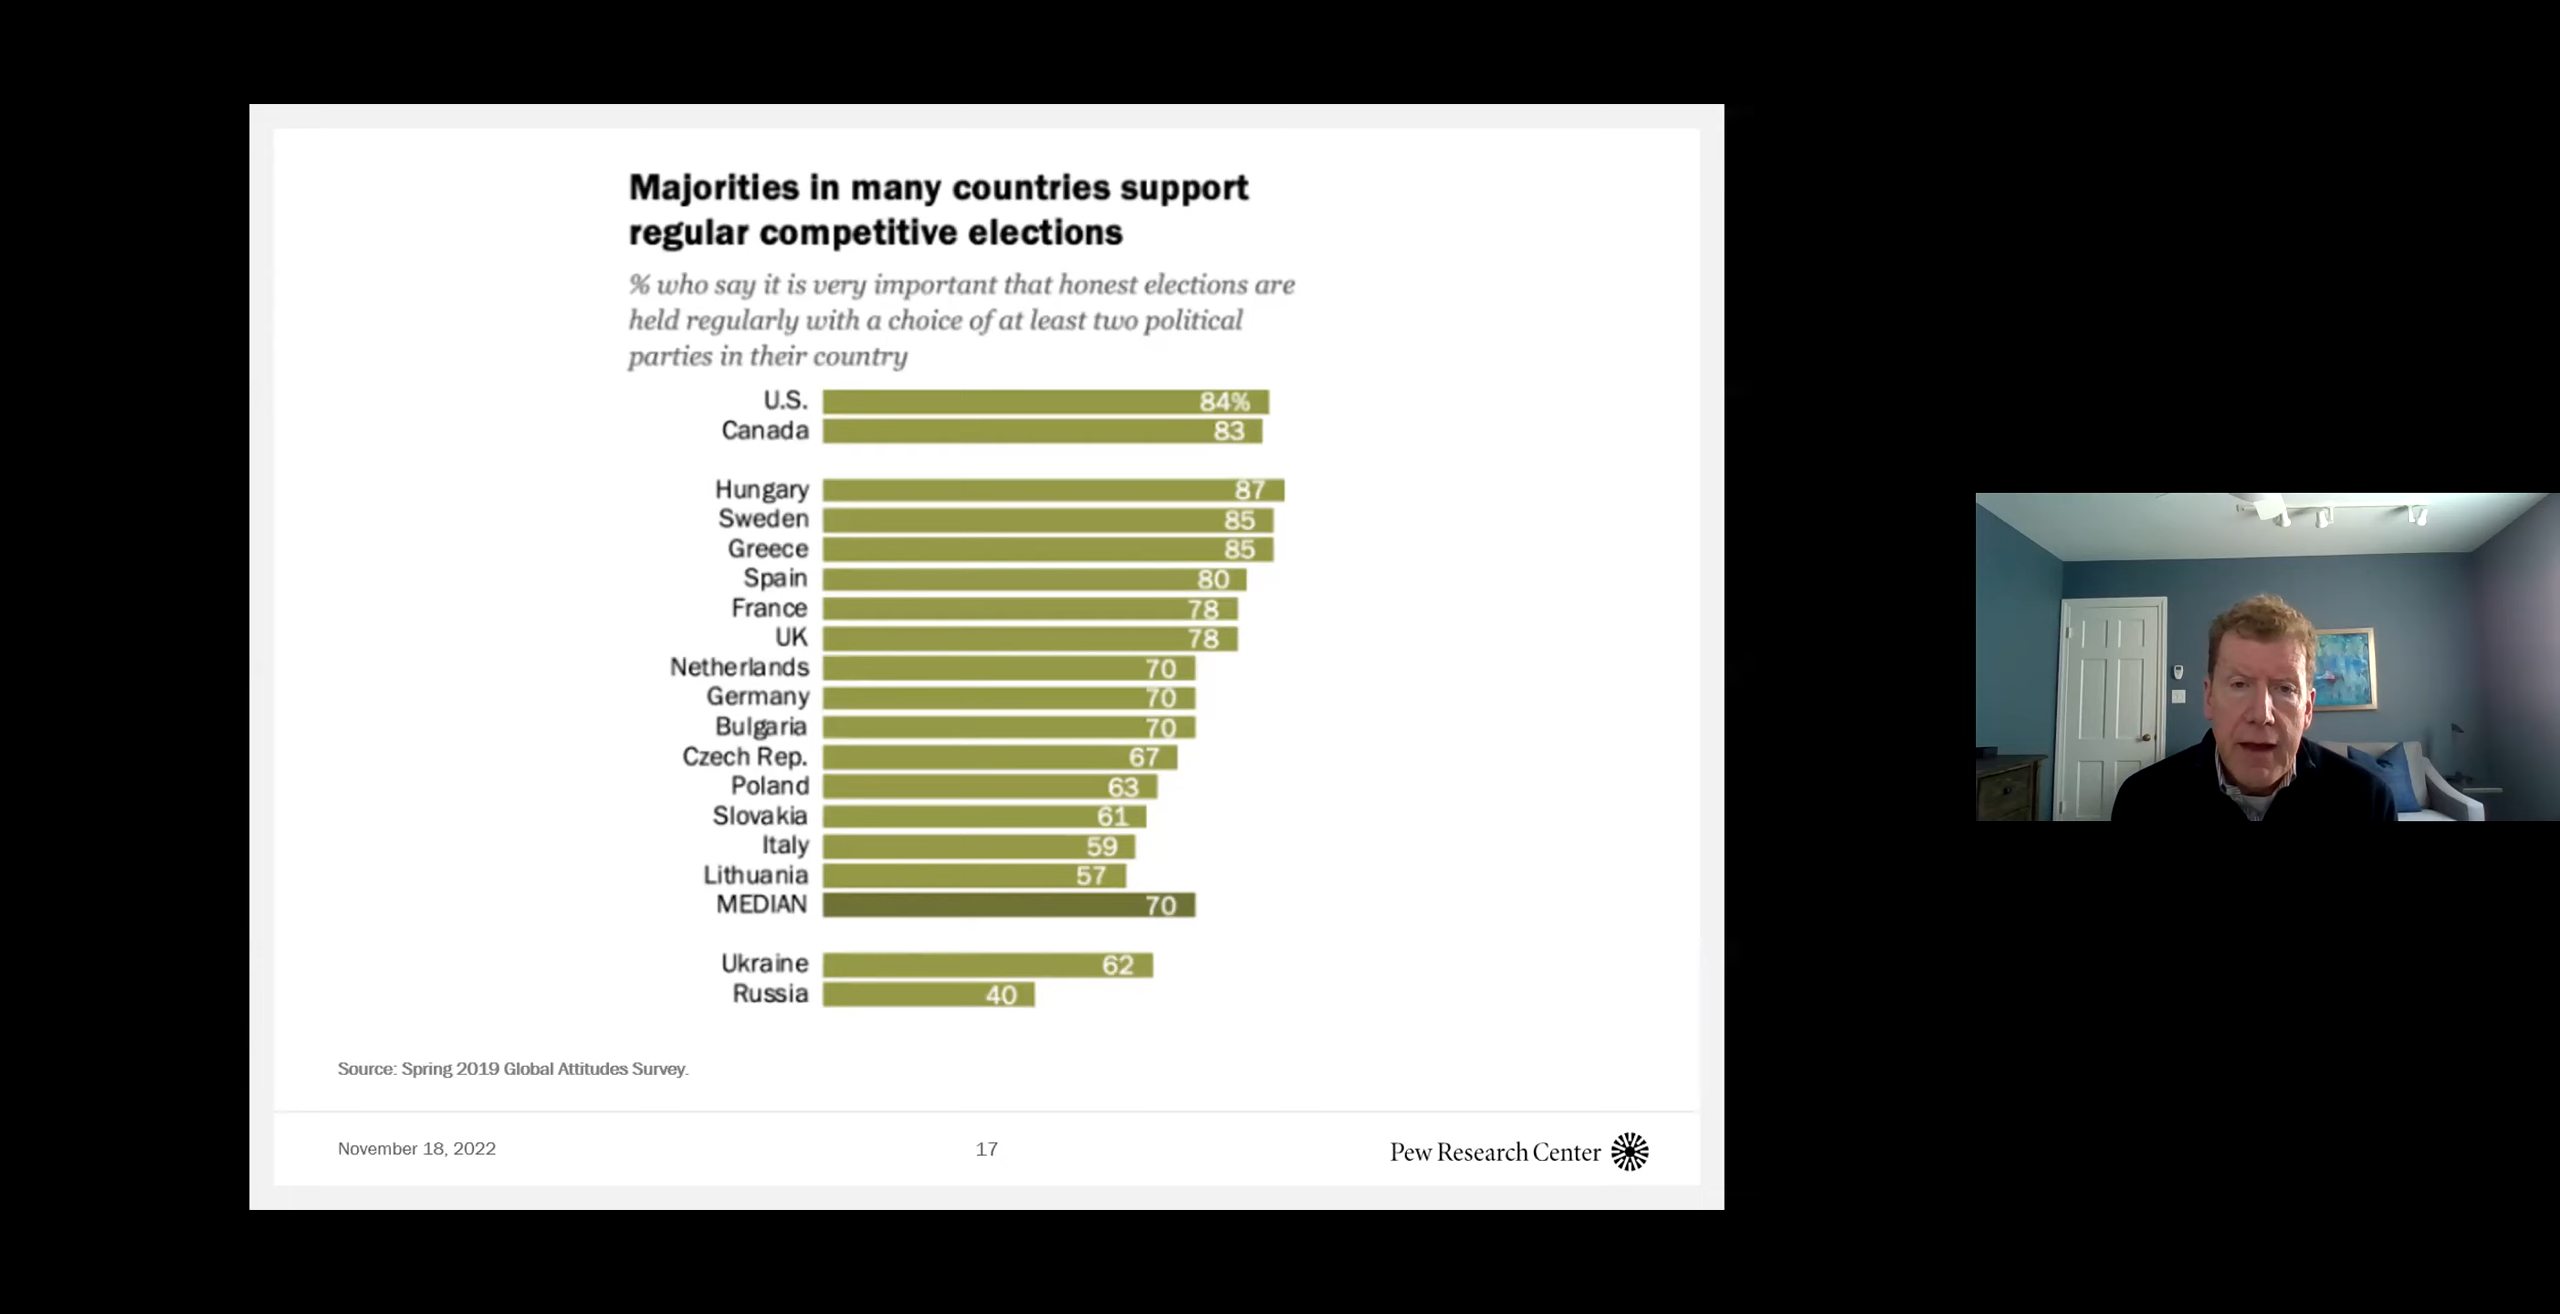 Majorities in many countries support
regular competitive elections
% who say it is very important that honest elections are
held regularly with a choice of at least two political
parties in their country
U.S. 84%
Canada 83
Hungary 87
Sweden 85
Greece 85
Spain 80
France 78
UK 78
Netherlands 70
Germany 70
Bulgaria 70
Czech Rep. 67
Poland 63
Slovakia 61
Italy 59
Lithuania 57
MEDIAN 70
Ukraine 62
Russia 40
Source: Spring 2019 Global Attitudes Survey.
November 18, 2022 17 Pew Research Center